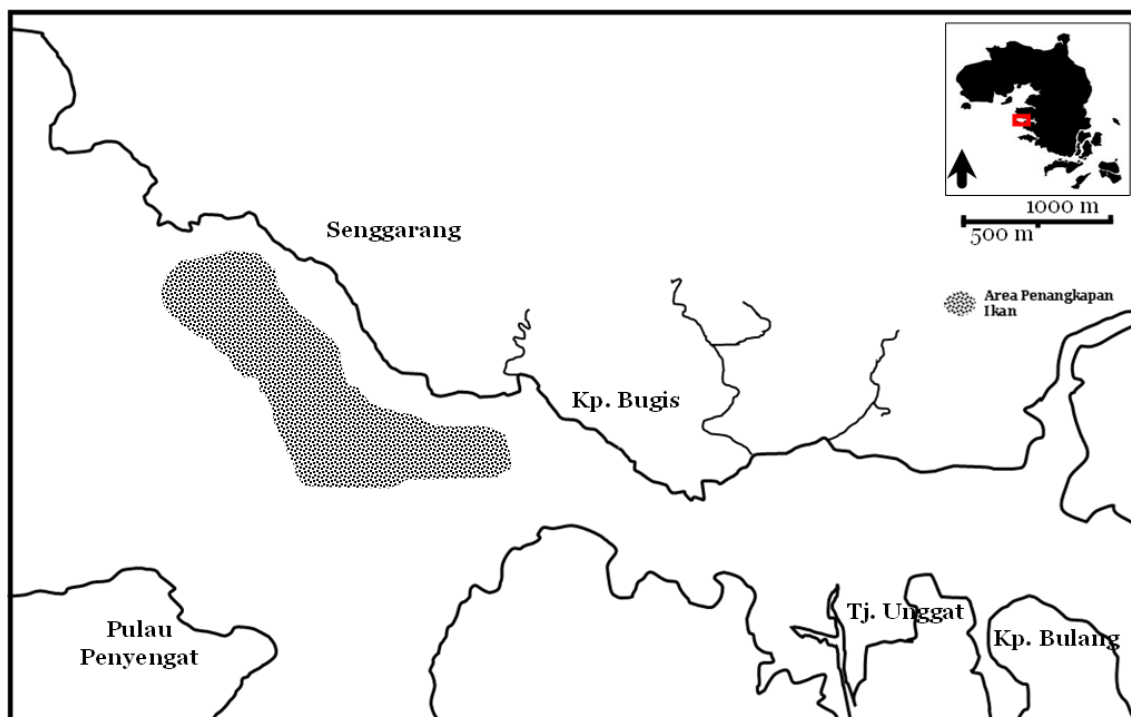 1000 m
500 m
Senggarang
Area Penangkapan
Ikan
Kp. Bugis
Tj. Unggat
Pulau
Penyengat
Kp. Bulang